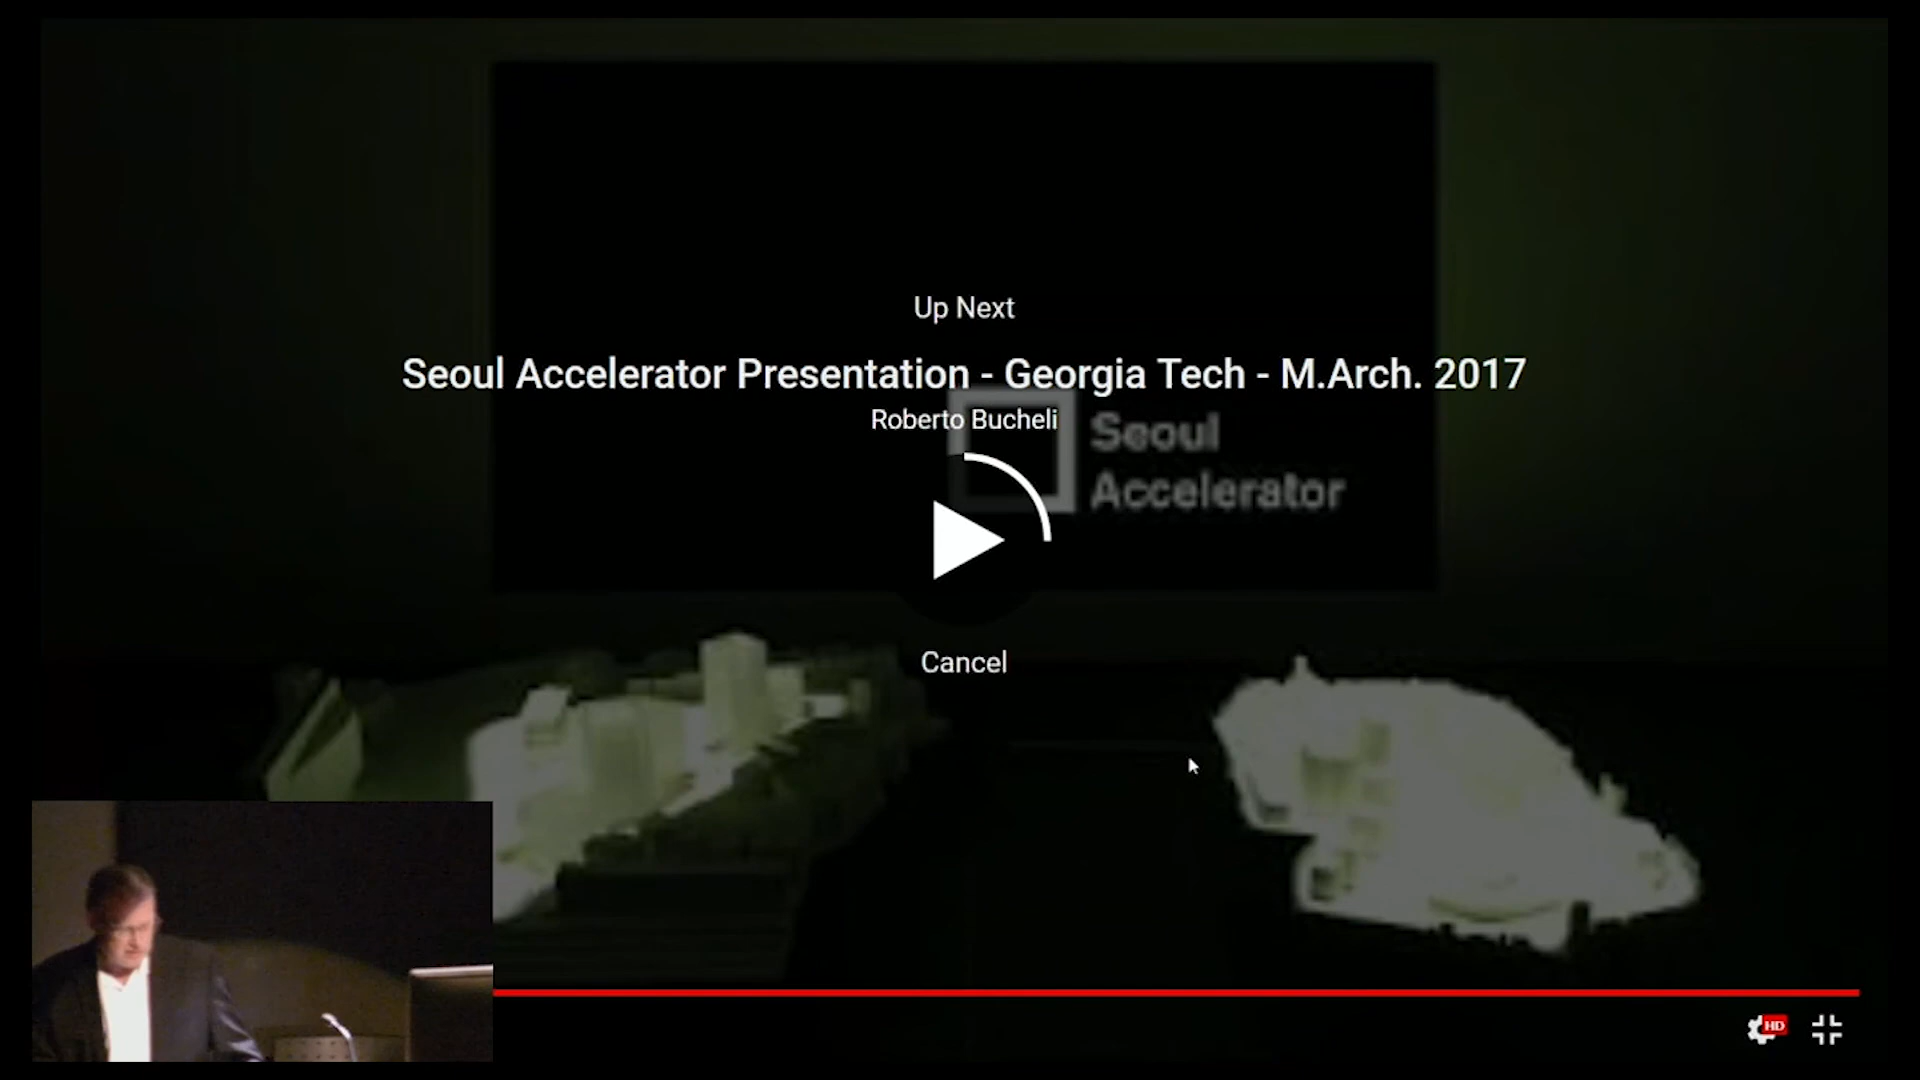 Up Next
Seoul Accelerator Presentation - Georgia Tech - M.Arch. 2017
Roberto Bucheli
Seoul
Accelerator
Cancel
HD